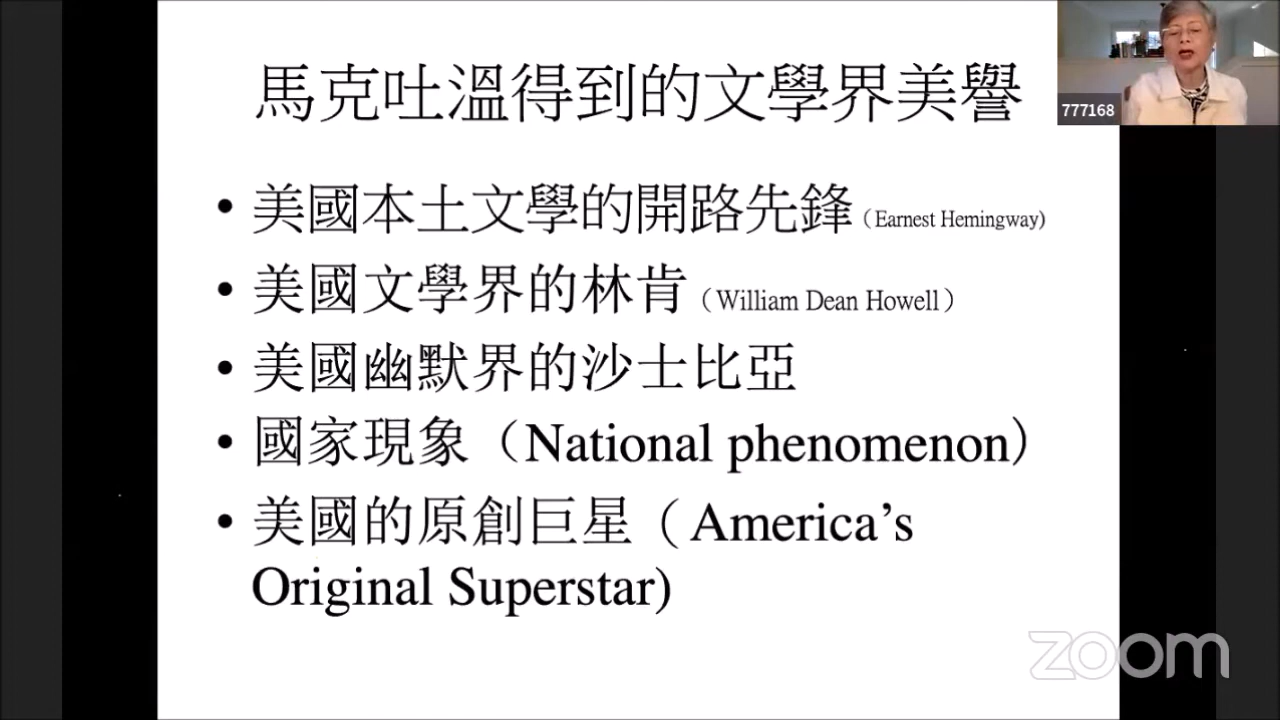 馬克吐溫得到的文學界美譽
777168
• 美國本土文學的開路先鋒（Earnest Hemingway)
• 美國文學界的林肯（William Dean Howell）
• 美國幽默界的沙士比亞
• 國家現象（National phenomenon）
• 美國的原創巨星（America’s
Original Superstar)
zoom